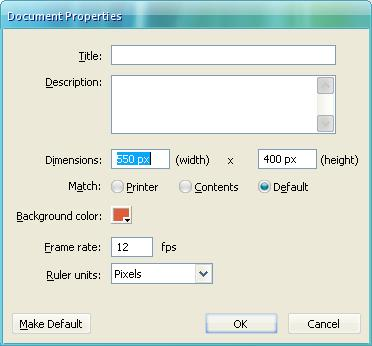 Document Properties
Title:
Description:
Dimensions: 550 px (width) x 400 px (height)
Match: Printer Contents Default
Background color:
Frame rate: 12 fps
Ruler units: Pixels
Make Default OK Cancel